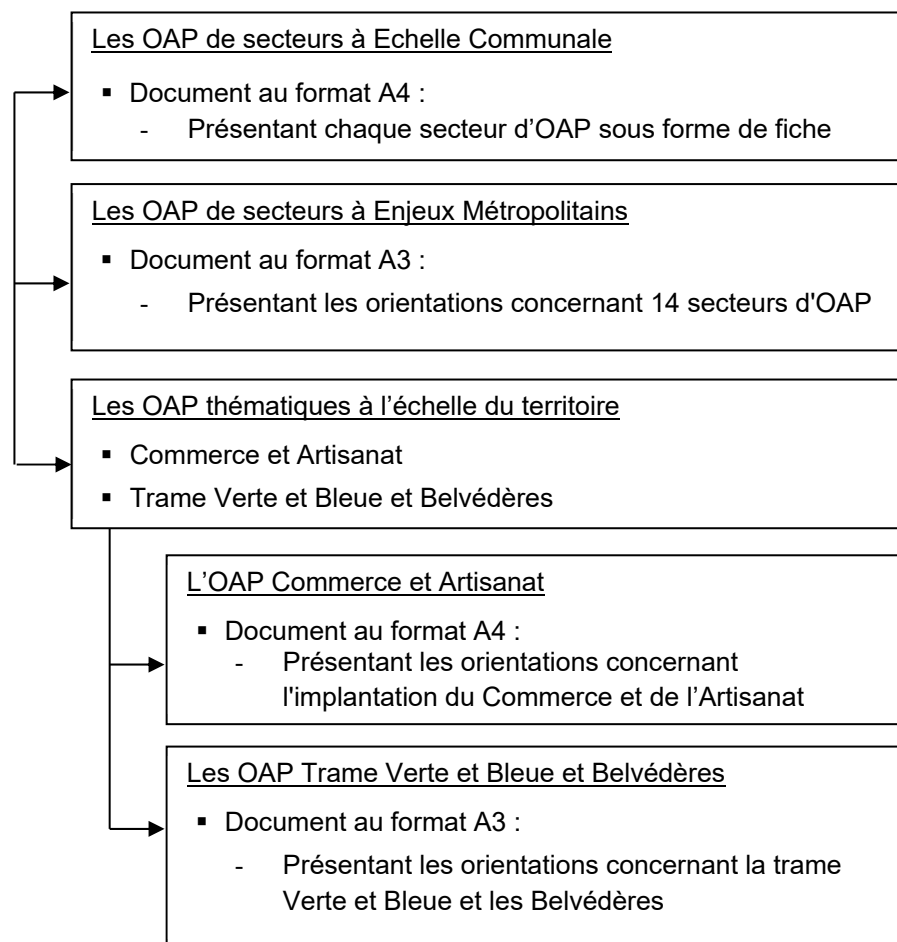 Les OAP de secteurs à Echelle Communale
▪ Document au format A4 :
- Présentant chaque secteur d’OAP sous forme de fiche
Les OAP de secteurs à Enjeux Métropolitains
▪ Document au format A3 :
- Présentant les orientations concernant 14 secteurs d'OAP
Les OAP thématiques à l’échelle du territoire
▪ Commerce et Artisanat
▪ Trame Verte et Bleue et Belvédères
L’OAP Commerce et Artisanat
▪ Document au format A4 :
- Présentant les orientations concernant
l'implantation du Commerce et de l’Artisanat
Les OAP Trame Verte et Bleue et Belvédères
▪ Document au format A3 :
- Présentant les orientations concernant la trame
Verte et Bleue et les Belvédères